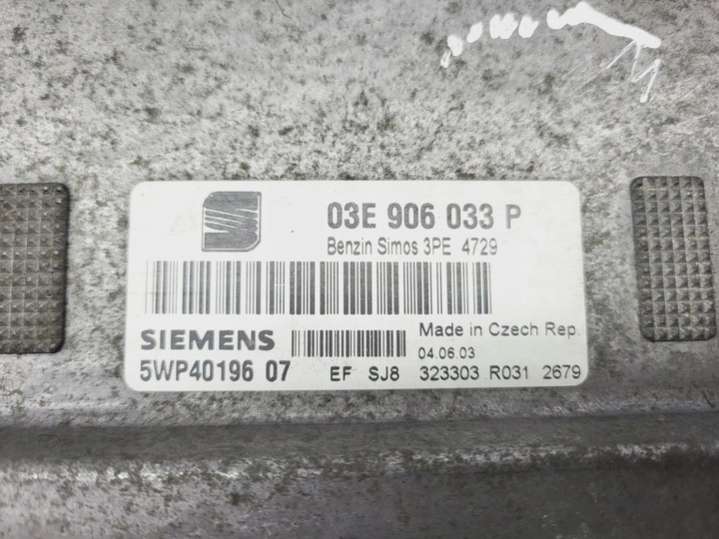 03E 906 033 P
Benzin Simos 3PE 4729
SIEMENS
Made in Czech Rep.
04.06.03
5WP40196 07 EF SJ8 323303 R031 2679